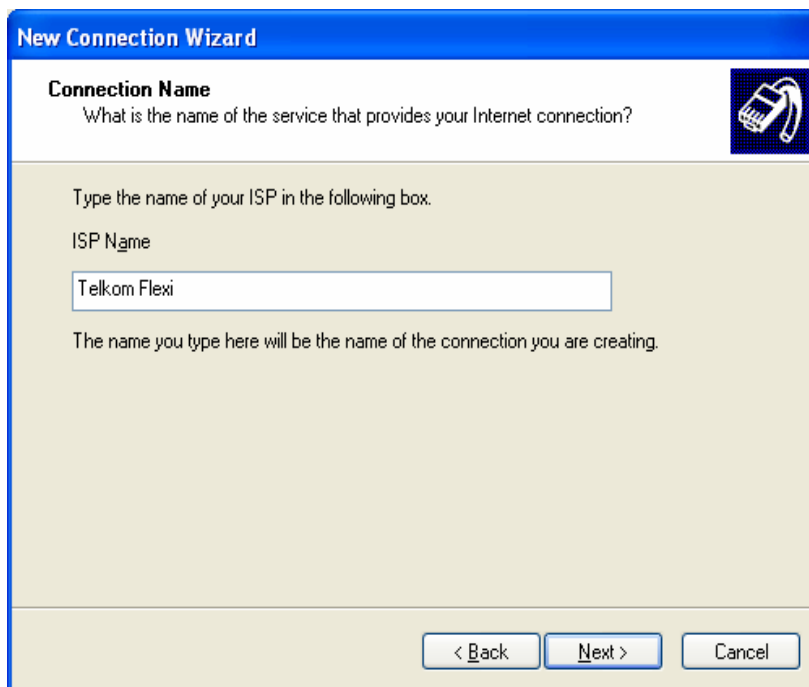 New Connection Wizard
Connection Name
What is the name of the service that provides your Internet connection?
Type the name of your ISP in the following box.
ISP Name
Telkom Flexi
The name you type here will be the name of the connection you are creating.
< Back Next > Cancel